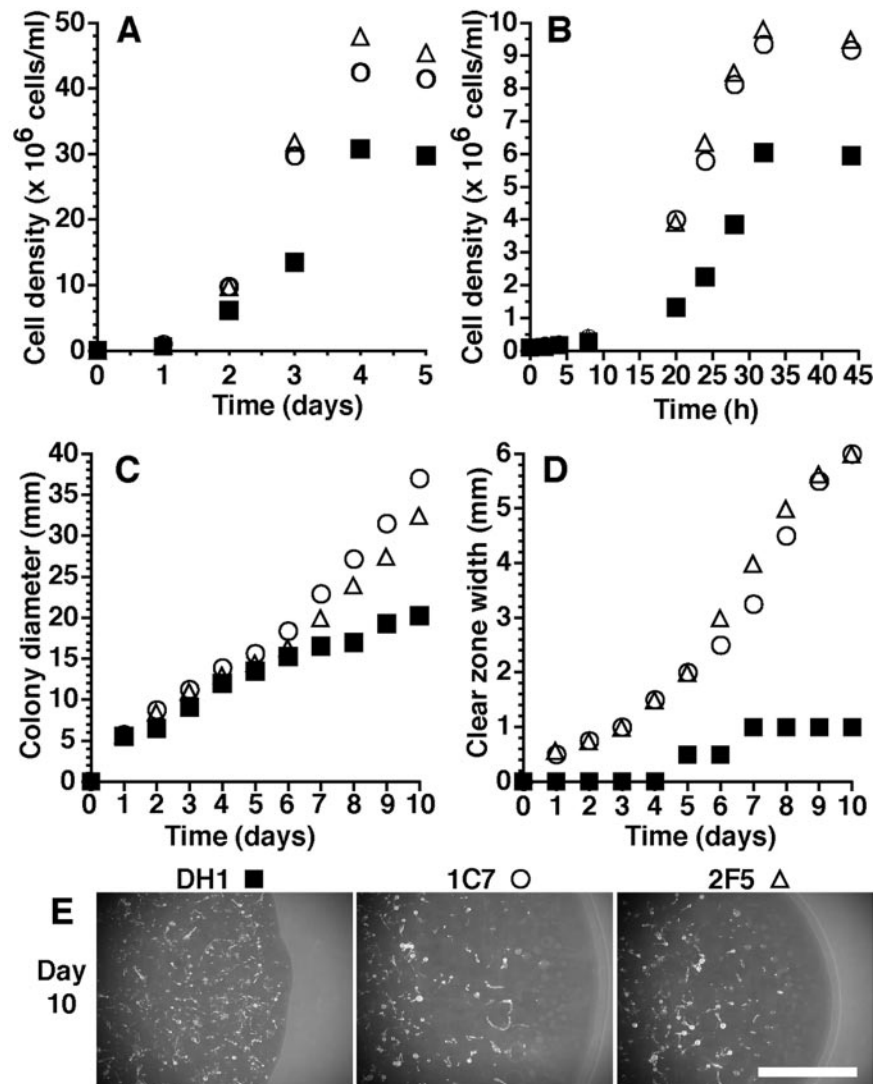 A
Cell density (x 10⁶ cells/ml)
50
40
30
20
10
0
0 1 2 3 4 5
Time (days)
B
Cell density (x 10⁶ cells/ml)
10
9
8
7
6
5
4
3
2
1
0
0 5 10 15 20 25 30 35 40 45
Time (h)
C
Colony diameter (mm)
40
35
30
25
20
15
10
5
0
0 1 2 3 4 5 6 7 8 9 10
Time (days)
D
Clear zone width (mm)
6
5
3
2
1
0
0 1 2 3 4 5 6 7 8 9 10
Time (days)
DH1 1C7 2F5
E
Day
10